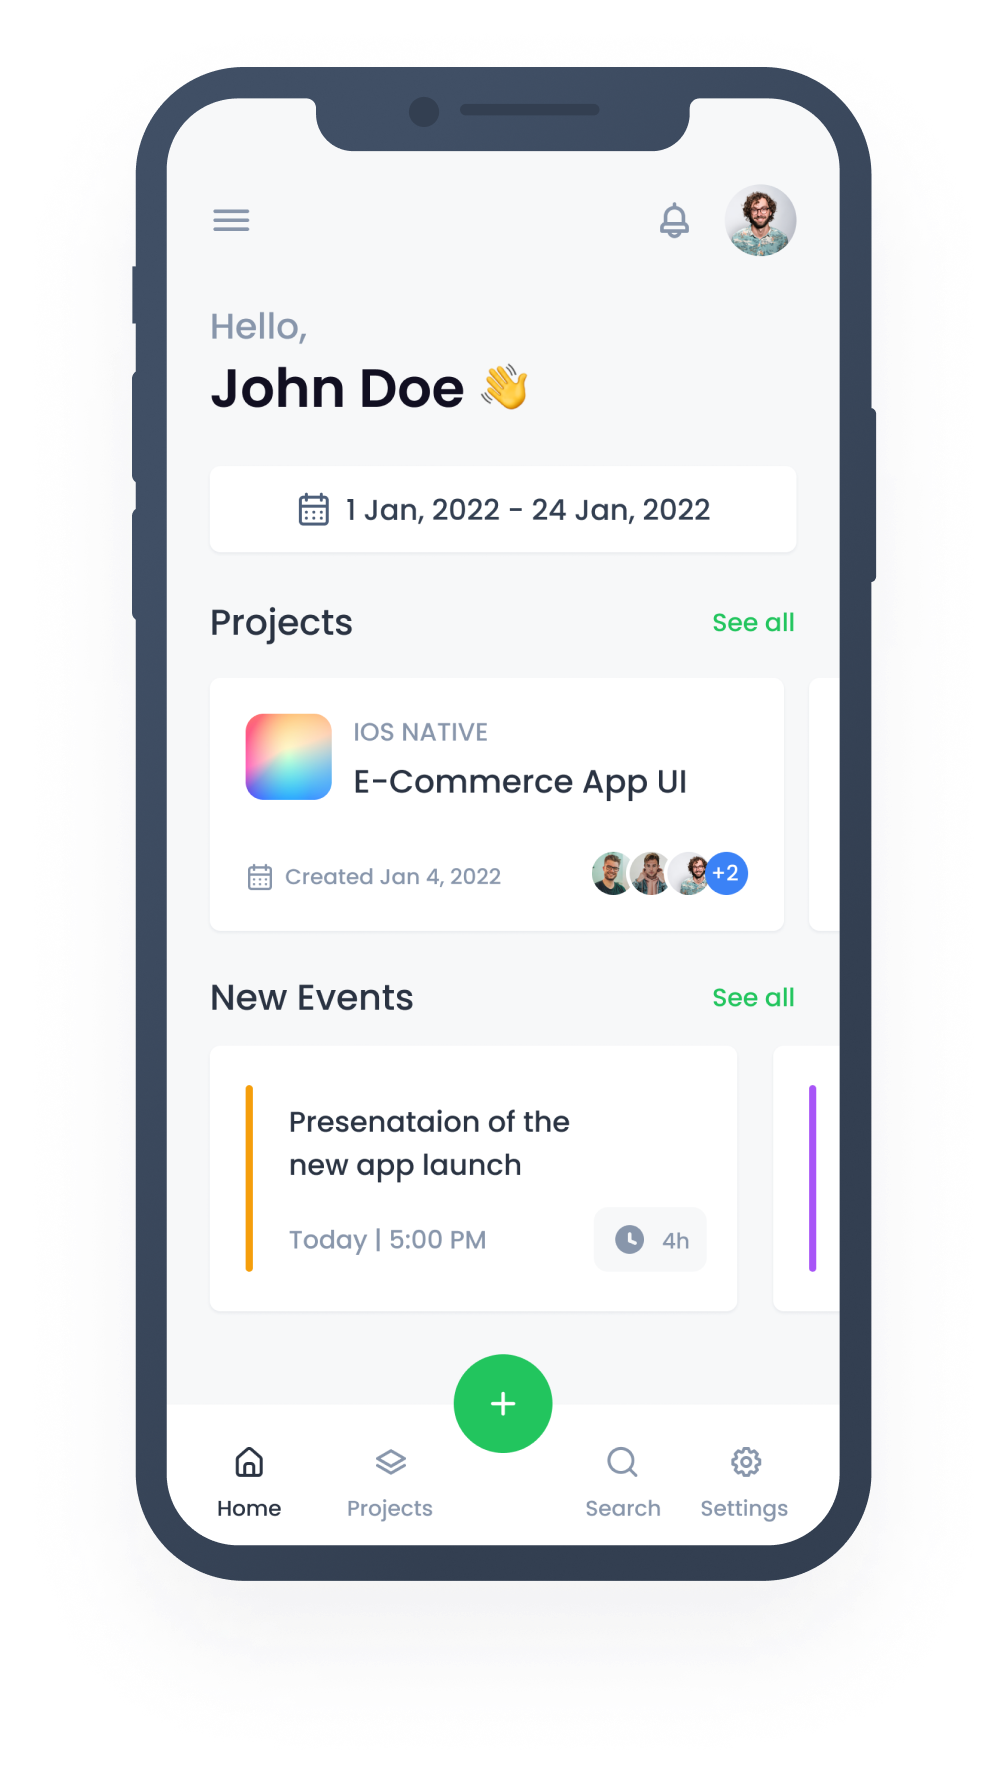 Hello,
John Doe 👋
1 Jan, 2022 - 24 Jan, 2022
Projects
See all
IOS NATIVE
E-Commerce App UI
Created Jan 4, 2022
+2
New Events
See all
Presenataion of the
new app launch
Today | 5:00 PM
4h
+
Home
Projects
Search
Settings